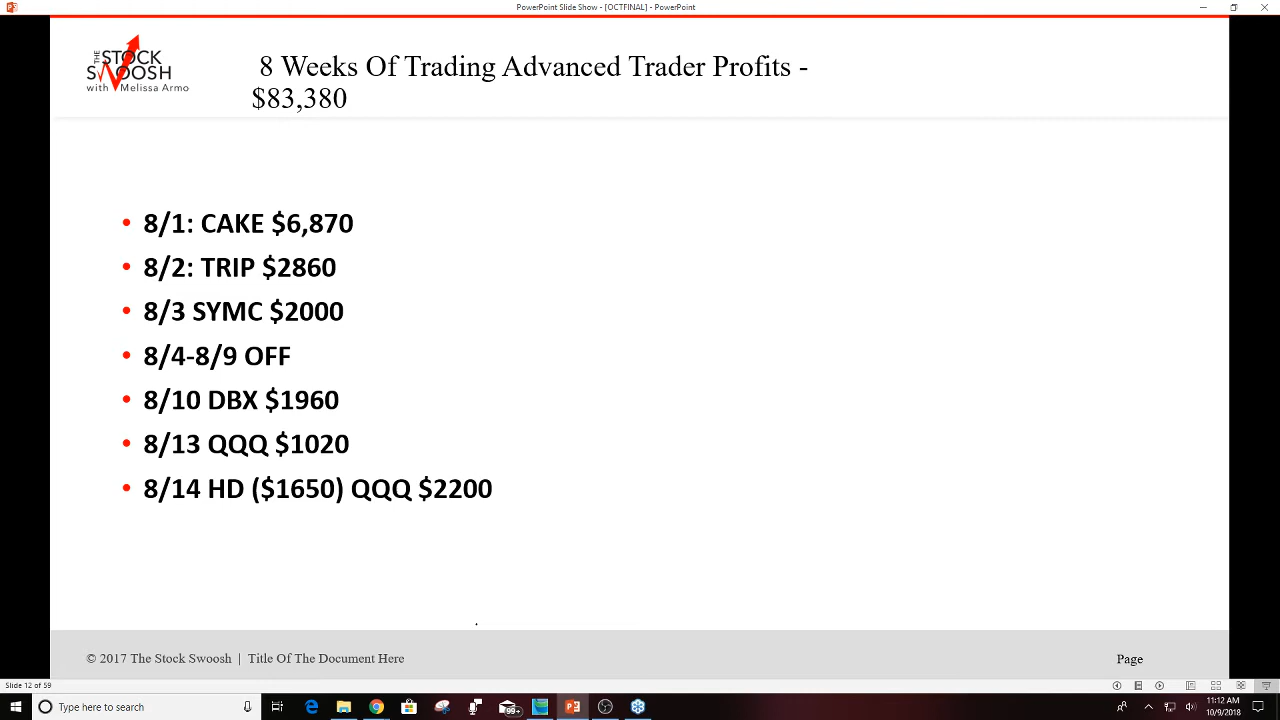 PowerPoint Slide Show - [OCTFINAL] - PowerPoint
THE STOCK
SWOOSH
with Melissa Armo
8 Weeks Of Trading Advanced Trader Profits -
$83,380
• 8/1: CAKE $6,870
• 8/2: TRIP $2860
• 8/3 SYMC $2000
• 8/4-8/9 OFF
• 8/10 DBX $1960
• 8/13 QQQ $1020
• 8/14 HD ($1650) QQQ $2200
© 2017 The Stock Swoosh | Title Of The Document Here
Page
Slide 12 of 59
Type here to search
99+
11:12 AM
10/9/2018